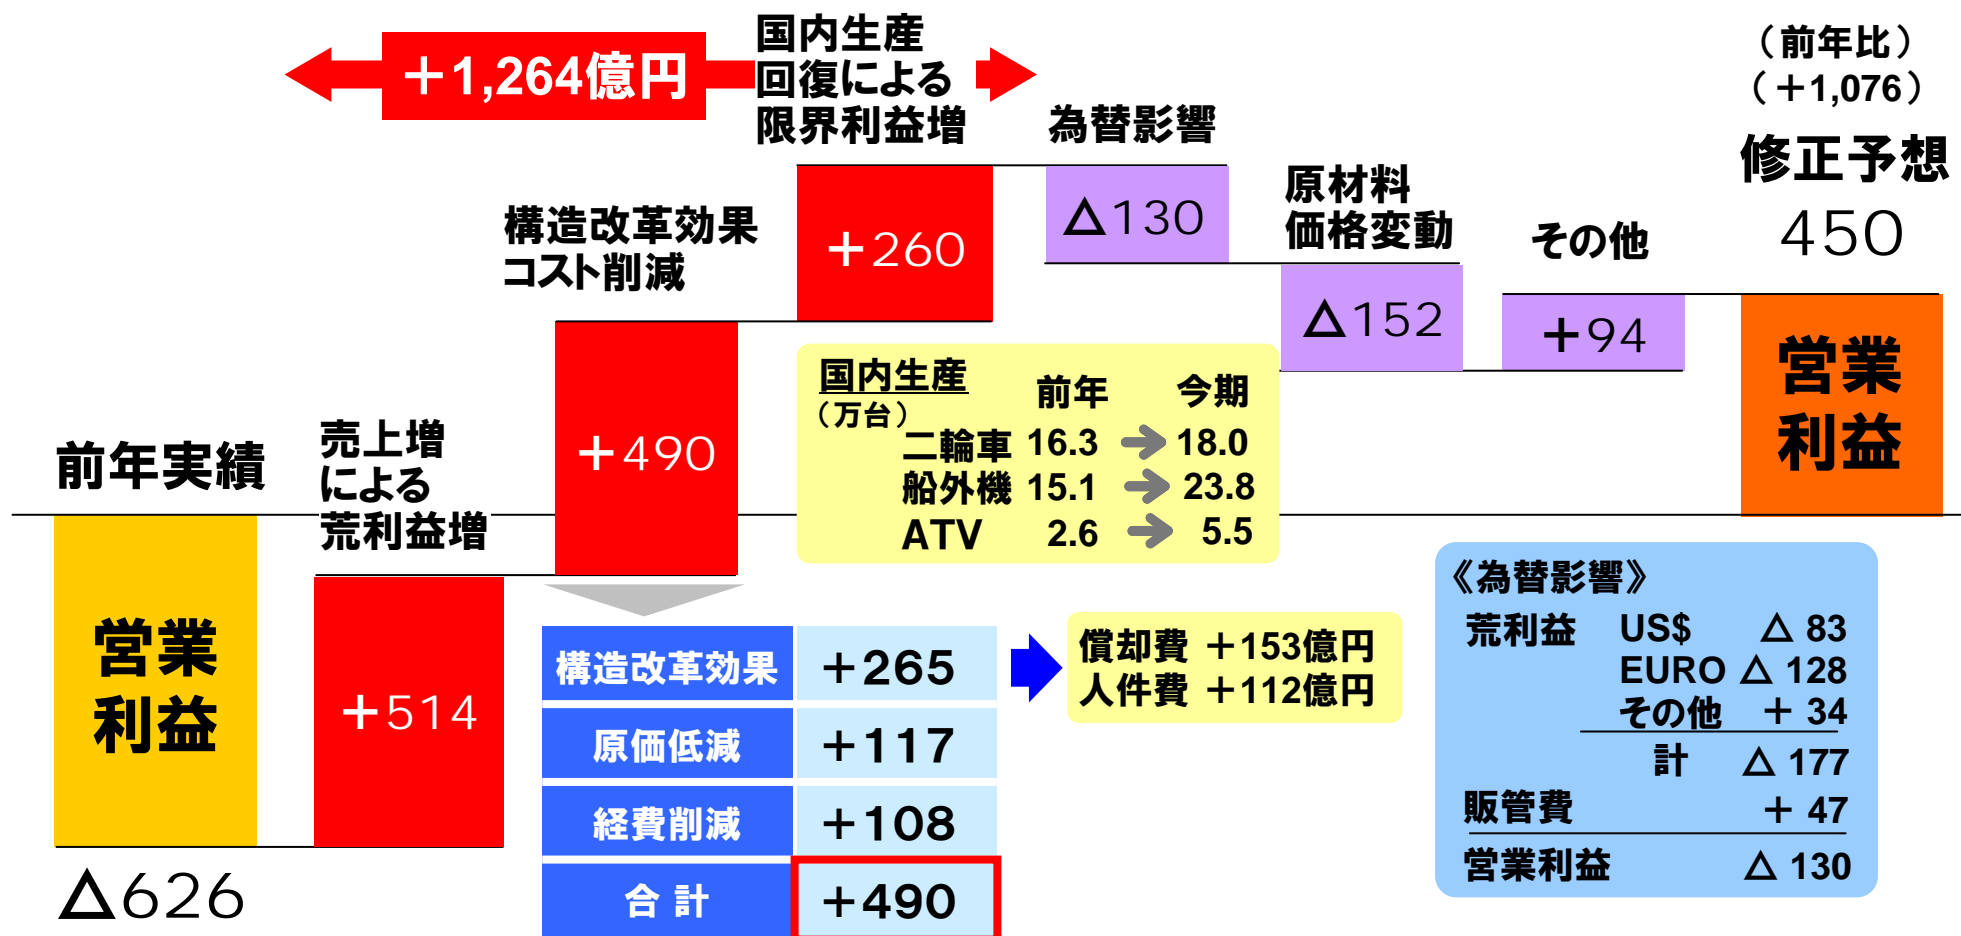 ＋1,264億円
国内生産
回復による
限界利益増
（前年比）
（＋1,076）
修正予想
450
為替影響
△130
原材料
価格変動
△152
その他
＋94
構造改革効果
コスト削減
＋260
＋490
売上増
による
荒利益増
＋514
前年実績
営業
利益
△626
営業
利益
国内生産
（万台）
前年 今期
二輪車 16.3 → 18.0
船外機 15.1 → 23.8
ATV 2.6 → 5.5
構造改革効果 ＋265
原価低減 ＋117
経費削減 ＋108
合 計 ＋490
償却費 ＋153億円
人件費 ＋112億円
《為替影響》
荒利益 US$ △ 83
EURO △ 128
その他 ＋ 34
計 △ 177
販管費 ＋ 47
営業利益 △ 130